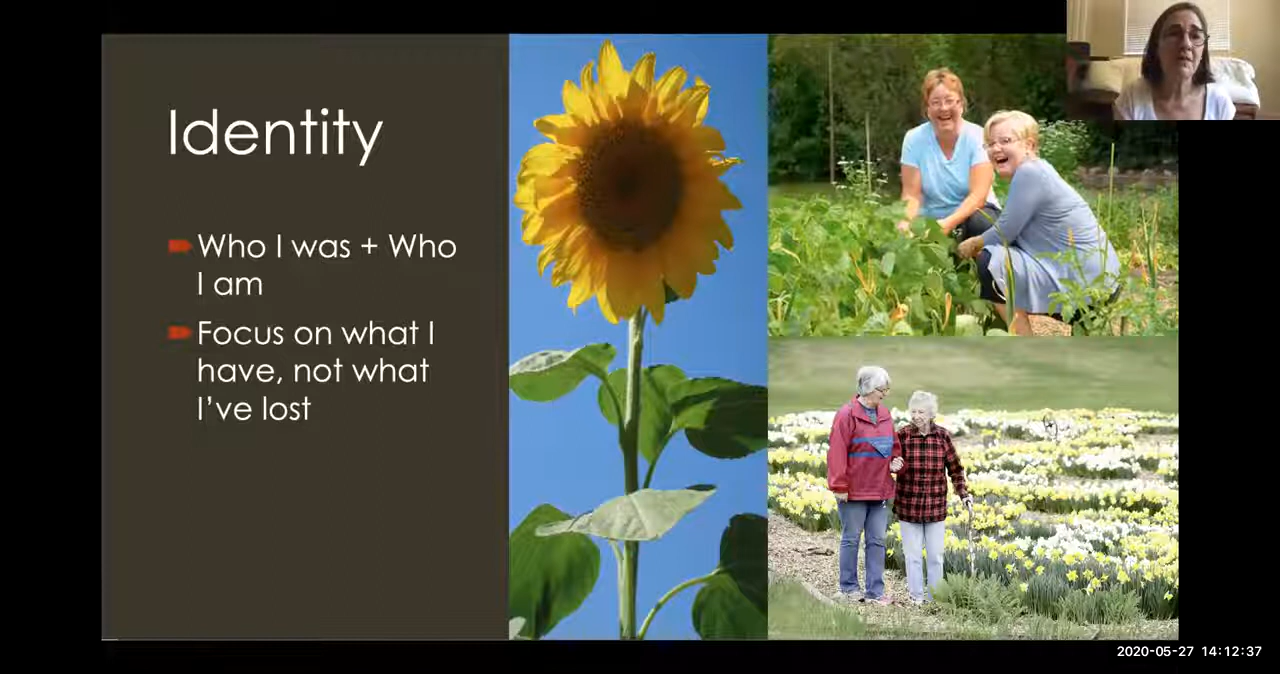 Identity
Who I was + Who
I am
Focus on what I
have, not what
I've lost
2020-05-27 14:12:37